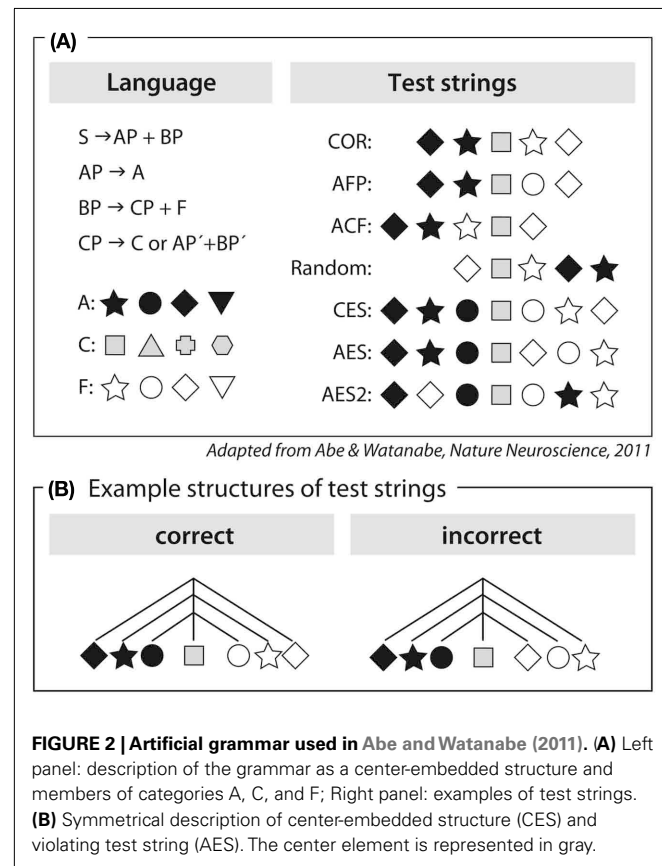 (A)
Language
S →AP + BP
AP → A
BP → CP + F
CP → C or AP´+BP´
A:
C:
F:
Test strings
COR:
AFP:
ACF:
Random:
CES:
AES:
AES2:
Adapted from Abe & Watanabe, Nature Neuroscience, 2011
(B) Example structures of test strings
correct
incorrect
FIGURE 2 | Artificial grammar used in Abe and Watanabe (2011). (A) Left
panel: description of the grammar as a center-embedded structure and
members of categories A, C, and F; Right panel: examples of test strings.
(B) Symmetrical description of center-embedded structure (CES) and
violating test string (AES). The center element is represented in gray.